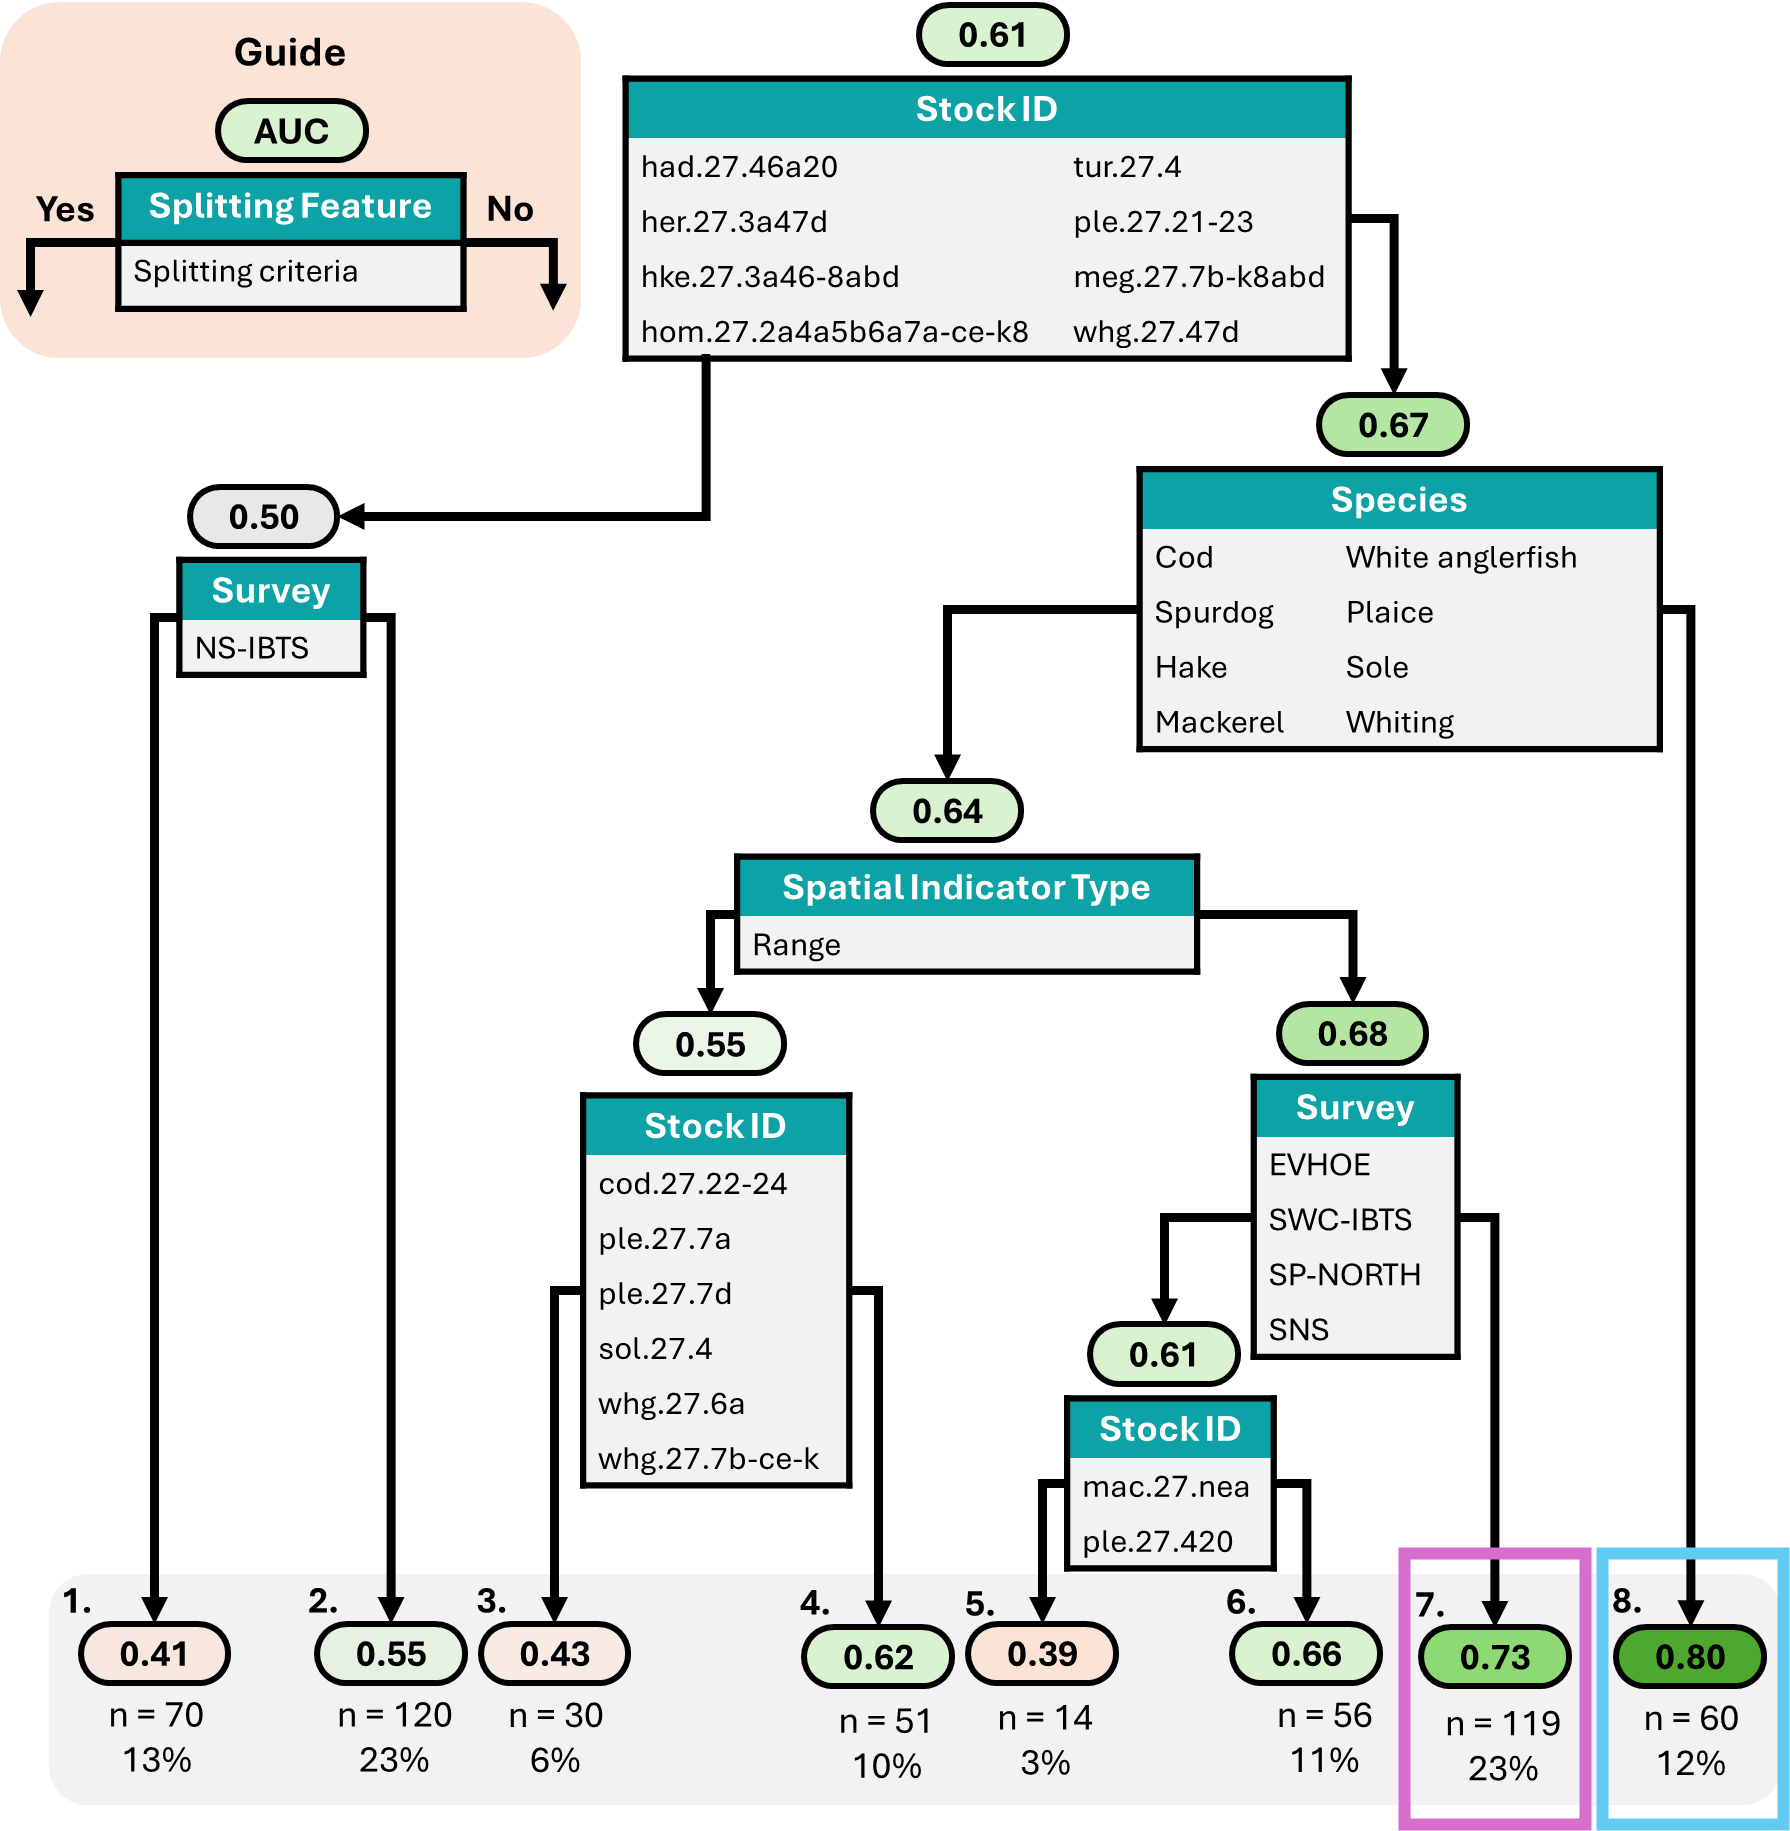 Guide
AUC
Yes
Splitting Feature
No
Splitting criteria
0.61
Stock ID
had.27.46a20 tur.27.4
her.27.3a47d ple.27.21-23
hke.27.3a46-8abd meg.27.7b-k8abd
hom.27.2a4a5b6a7a-ce-k8 whg.27.47d
0.67
Species
Cod White anglerfish
Spurdog Plaice
Hake Sole
Mackerel Whiting
0.50
Survey
NS-IBTS
0.64
Spatial Indicator Type
Range
0.55
Stock ID
cod.27.22-24
ple.27.7a
ple.27.7d
sol.27.4
whg.27.6a
whg.27.7b-ce-k
0.68
Survey
EVHOE
SWC-IBTS
SP-NORTH
SNS
0.61
Stock ID
mac.27.nea
ple.27.420
1.
0.41
n = 70
13%
2.
0.55
n = 120
23%
3.
0.43
n = 30
6%
4.
0.62
n = 51
10%
5.
0.39
n = 14
3%
6.
0.66
n = 56
11%
7.
0.73
n = 119
23%
8.
0.80
n = 60
12%